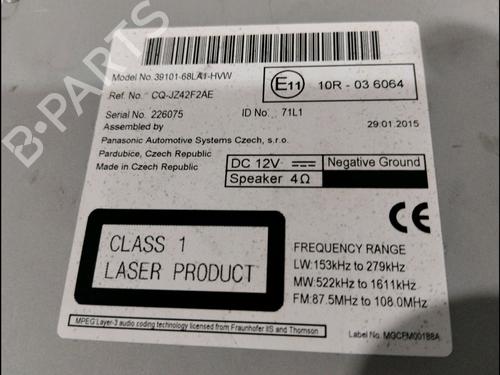 Model No. 39101-68LA1-HVW
Ref. No. CQ-JZ42F2AE
Serial No. 226075 ID No. 71L1
Assembled by
Panasonic Automotive Systems Czech, s.r.o.
Pardubice, Czech Republic
Made in Czech Republic
E11 10R - 03 6064
29.01.2015
DC 12V Negative Ground
Speaker 4Ω
CE
CLASS 1
LASER PRODUCT
FREQUENCY RANGE
LW:153kHz to 279kHz
MW:522kHz to 1611kHz
FM:87.5MHz to 108.0MHz
MPEG Layer-3 audio coding technology licensed from Fraunhofer IIS and Thomson
Label No. MGCFM00188A
B-PARTS